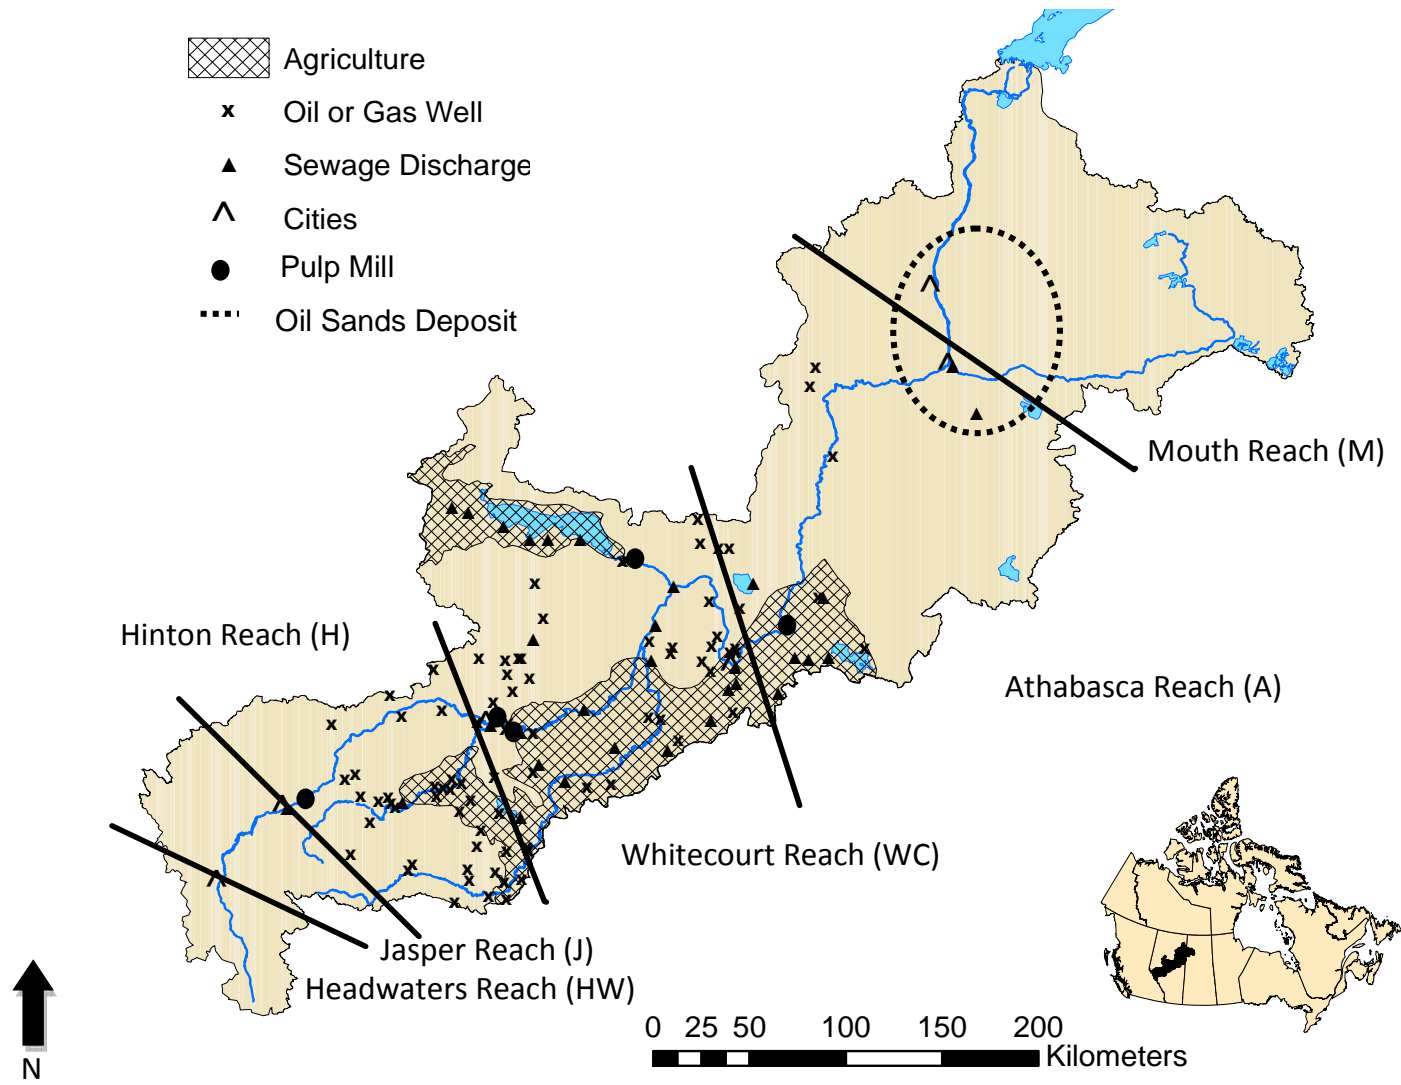 Agriculture
x Oil or Gas Well
Sewage Discharge
Cities
Pulp Mill
Oil Sands Deposit
Mouth Reach (M)
Hinton Reach (H)
Athabasca Reach (A)
Whitecourt Reach (WC)
Jasper Reach (J)
Headwaters Reach (HW)
0 25 50 100 150 200
Kilometers
N